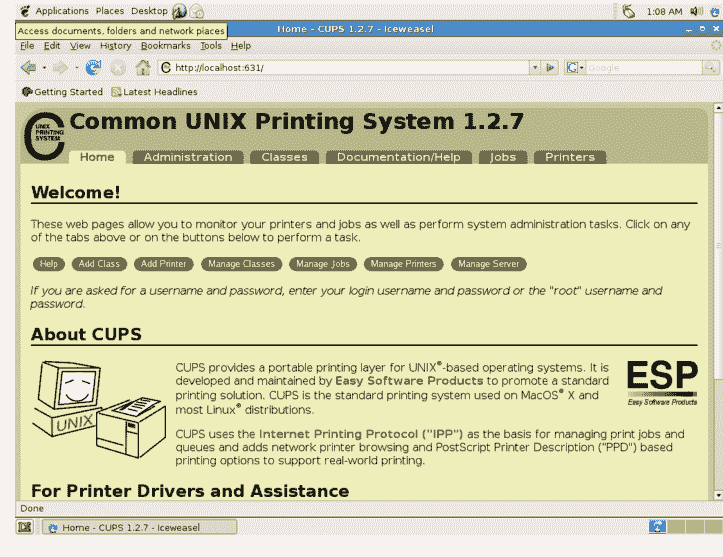 Applications Places Desktop 1:08 AM
Access documents, folders and network places
Home - CUPS 1.2.7 - Iceweasel
File Edit View History Bookmarks Tools Help
http://localhost:631/ G Google
Getting Started Latest Headlines
UNIX
PRINTING
SYSTEM
Common UNIX Printing System 1.2.7
Home Administration Classes Documentation/Help Jobs Printers
Welcome!
These web pages allow you to monitor your printers and jobs as well as perform system administration tasks. Click on any
of the tabs above or on the buttons below to perform a task.
Help Add Class Add Printer Manage Classes Manage Jobs Manage Printers Manage Server
If you are asked for a username and password, enter your login username and password or the "root" username and
password.
About CUPS
CUPS provides a portable printing layer for UNIX®-based operating systems. It is
developed and maintained by Easy Software Products to promote a standard
printing solution. CUPS is the standard printing system used on MacOS® X and
most Linux® distributions.
UNIX
ESP
Easy Software Products
CUPS uses the Internet Printing Protocol ("IPP") as the basis for managing print jobs and
queues and adds network printer browsing and PostScript Printer Description ("PPD") based
printing options to support real-world printing.
For Printer Drivers and Assistance
Done
Home - CUPS 1.2.7 - Iceweasel